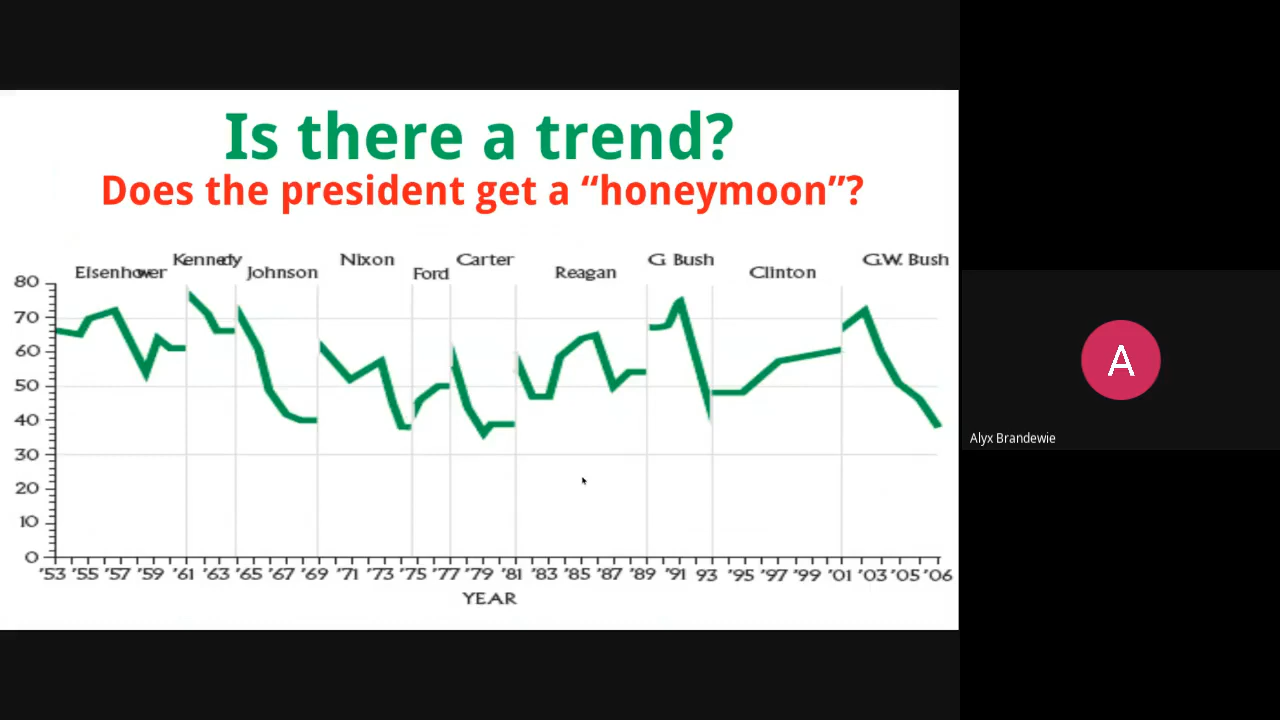 Is there a trend?
Does the president get a “honeymoon”?
Eisenhower Kennedy Johnson Nixon Ford Carter Reagan G. Bush Clinton G.W. Bush
80
70
60
50
40
30
20
10
0
'53 '55 '57 '59 '61 '63 '65 '67 '69 '71 '73 '75 '77 '79 '81 '83 '85 '87 '89 '91 93 '95 '97 '99 '01 '03 '05 '06
YEAR
A
Alyx Brandewie